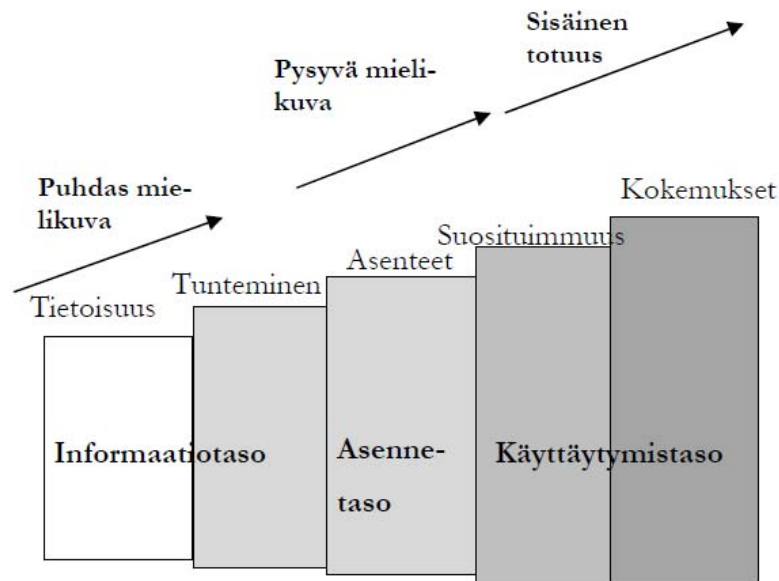 Sisäinen
totuus
Pysyvä mieli-
kuva
Puhdas mie-
likuva
Kokemukset
Suosituimmuus
Asenteet
Tunteminen
Tietoisuus
Informaatiotaso
Asenne-
taso
Käyttäytymistaso